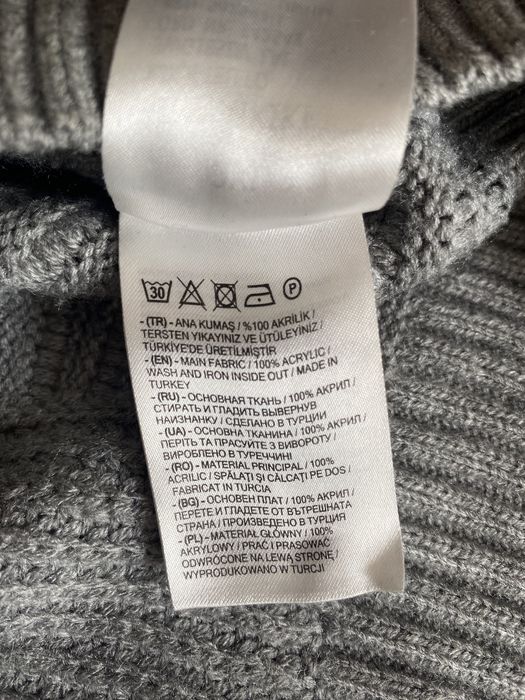 30 P
-(TR)- ANA KUMAŞ / %100 AKRİLİK /
TERSTEN YIKAYINIZ VE ÜTÜLEYİNİZ /
TÜRKİYE'DE ÜRETİLMİŞTİR
-(EN)- MAIN FABRIC / 100% ACRYLIC /
WASH AND IRON INSIDE OUT / MADE IN
TURKEY
-(RU)- ОСНОВНАЯ ТКАНЬ / 100% АКРИЛ /
СТИРАТЬ И ГЛАДИТЬ ВЫВЕРНУВ
НАИЗНАНКУ / СДЕЛАНО В ТУРЦИИ
-(UA)- ОСНОВНА ТКАНИНА / 100% АКРИЛ /
ПЕРІТЬ ТА ПРАСУЙТЕ З ВИВОРОТУ /
ВИРОБЛЕНО В ТУРЕЧЧИНІ
-(RO)- MATERIAL PRINCIPAL / 100%
ACRILIC / SPĂLAȚI ȘI CĂLCAȚI PE DOS /
FABRICAT IN TURCIA
-(BG)- ОСНОВЕН ПЛАТ / 100% АКРИЛ /
ПЕРЕТЕ И ГЛАДЕТЕ ОТ ВЪТРЕШНАТА
СТРАНА / ПРОИЗВЕДЕНО В ТУРЦИЯ
-(PL)- MATERIAŁ GŁÓWNY / 100%
AKRYLOWY / PRAĆ I PRASOWAĆ
ODWRÓCONE NA LEWĄ STRONĘ /
WYPRODUKOWANO W TURCJI